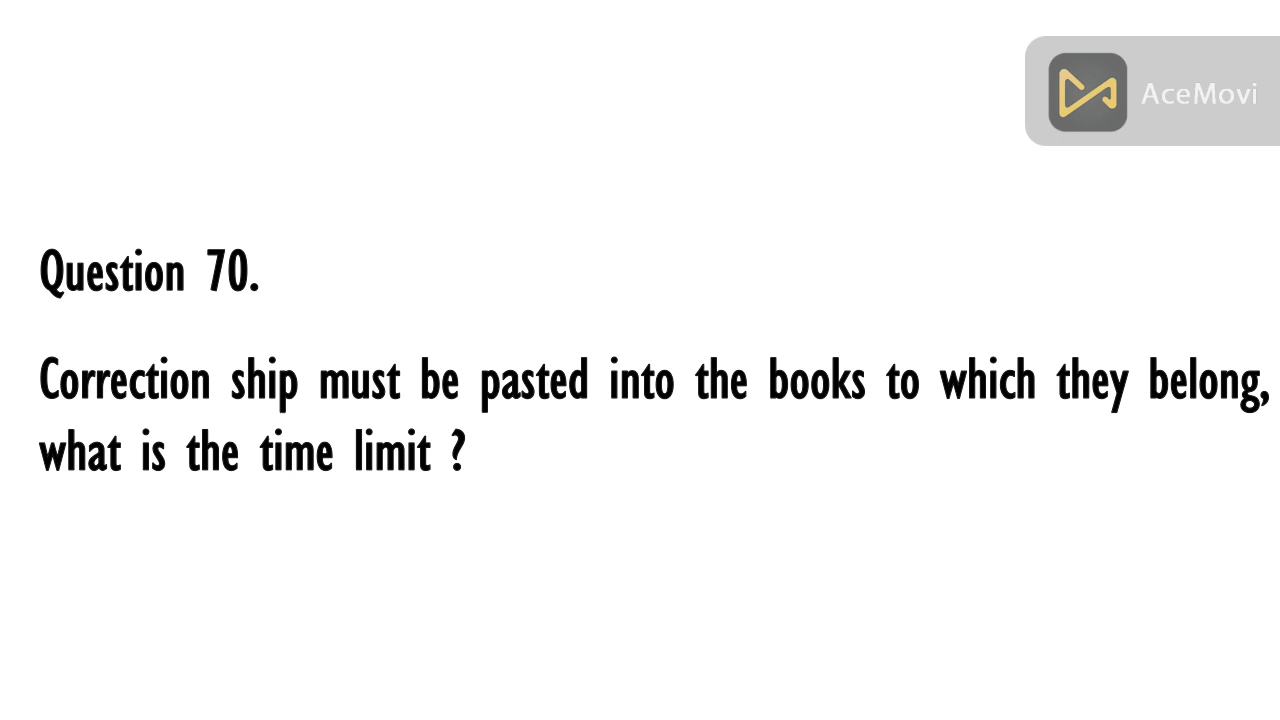 AceMovi
Question 70.
Correction ship must be pasted into the books to which they belong,
what is the time limit ?